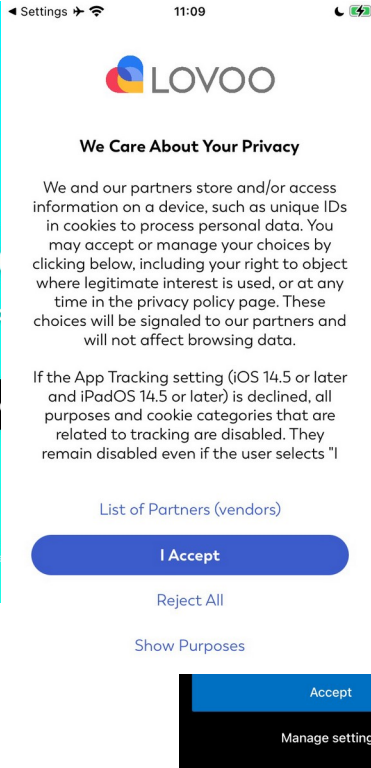 Settings
11:09
LOVOO
We Care About Your Privacy
We and our partners store and/or access
information on a device, such as unique IDs
in cookies to process personal data. You
may accept or manage your choices by
clicking below, including your right to object
where legitimate interest is used, or at any
time in the privacy policy page. These
choices will be signaled to our partners and
will not affect browsing data.
If the App Tracking setting (iOS 14.5 or later
and iPadOS 14.5 or later) is declined, all
purposes and cookie categories that are
related to tracking are disabled. They
remain disabled even if the user selects "I
List of Partners (vendors)
I Accept
Reject All
Show Purposes
Accept
Manage setting